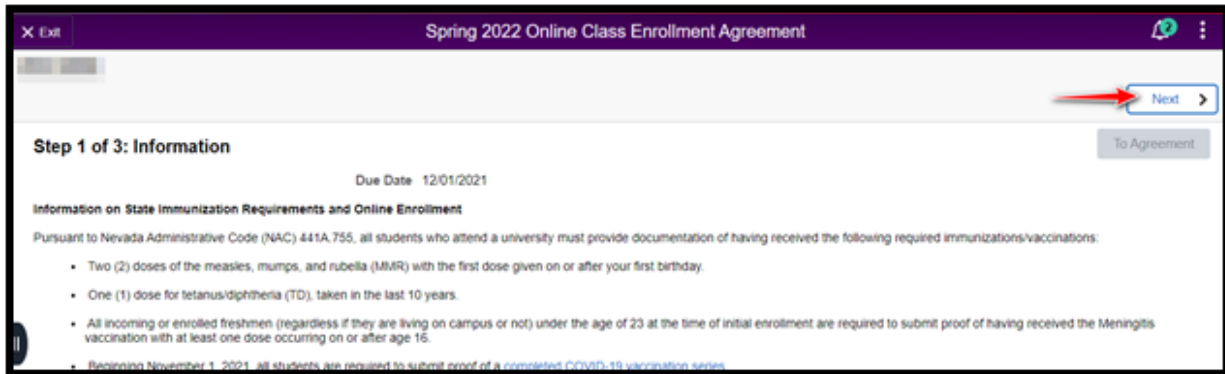 X Exit
Spring 2022 Online Class Enrollment Agreement
2
Next >
Step 1 of 3: Information
To Agreement
Due Date 12/01/2021
Information on State Immunization Requirements and Online Enrollment
Pursuant to Nevada Administrative Code (NAC) 441A.755, all students who attend a university must provide documentation of having received the following required immunizations/vaccinations:
• Two (2) doses of the measles, mumps, and rubella (MMR) with the first dose given on or after your first birthday.
• One (1) dose for tetanus/diphtheria (TD), taken in the last 10 years.
• All incoming or enrolled freshmen (regardless if they are living on campus or not) under the age of 23 at the time of initial enrollment are required to submit proof of having received the Meningitis
vaccination with at least one dose occurring on or after age 16.
• Beginning November 1, 2021, all students are required to submit proof of a completed COVID-19 vaccination series